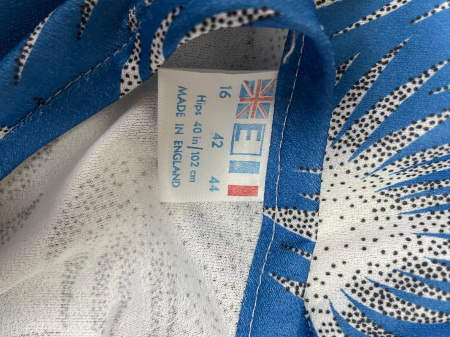 16
E 42
44
Hips 40 in/102 cm
MADE IN ENGLAND